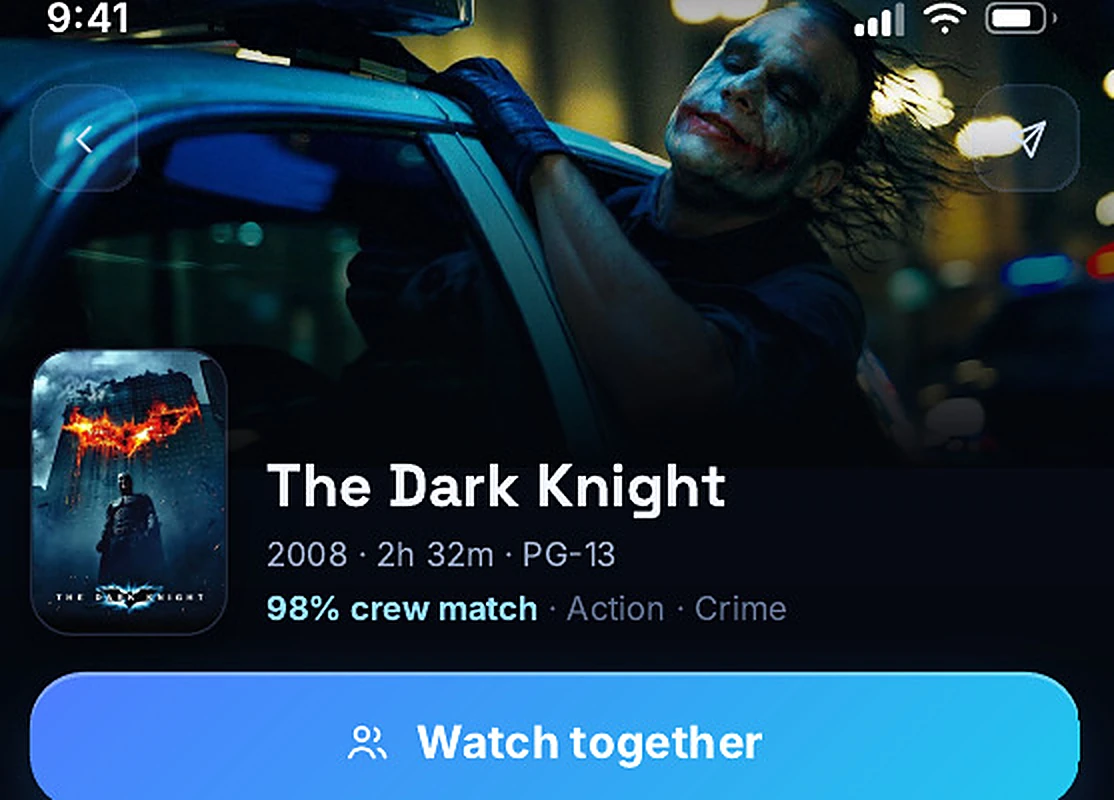 9:41
The Dark Knight
2008 · 2h 32m · PG-13
98% crew match · Action · Crime
THE DARK KNIGHT
Watch together